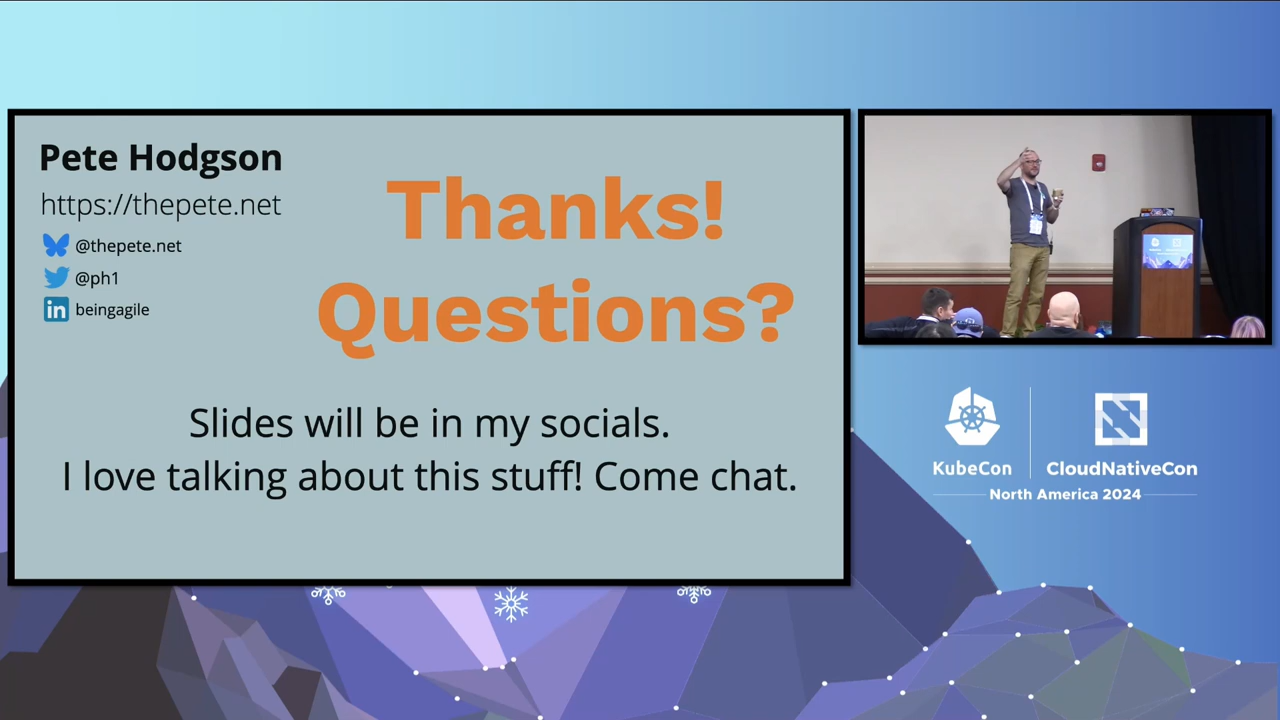 Pete Hodgson
https://thepete.net
@thepete.net
@ph1
in beingagile
Thanks!
Questions?
Slides will be in my socials.
I love talking about this stuff! Come chat.
KubeCon
CloudNativeCon
North America 2024